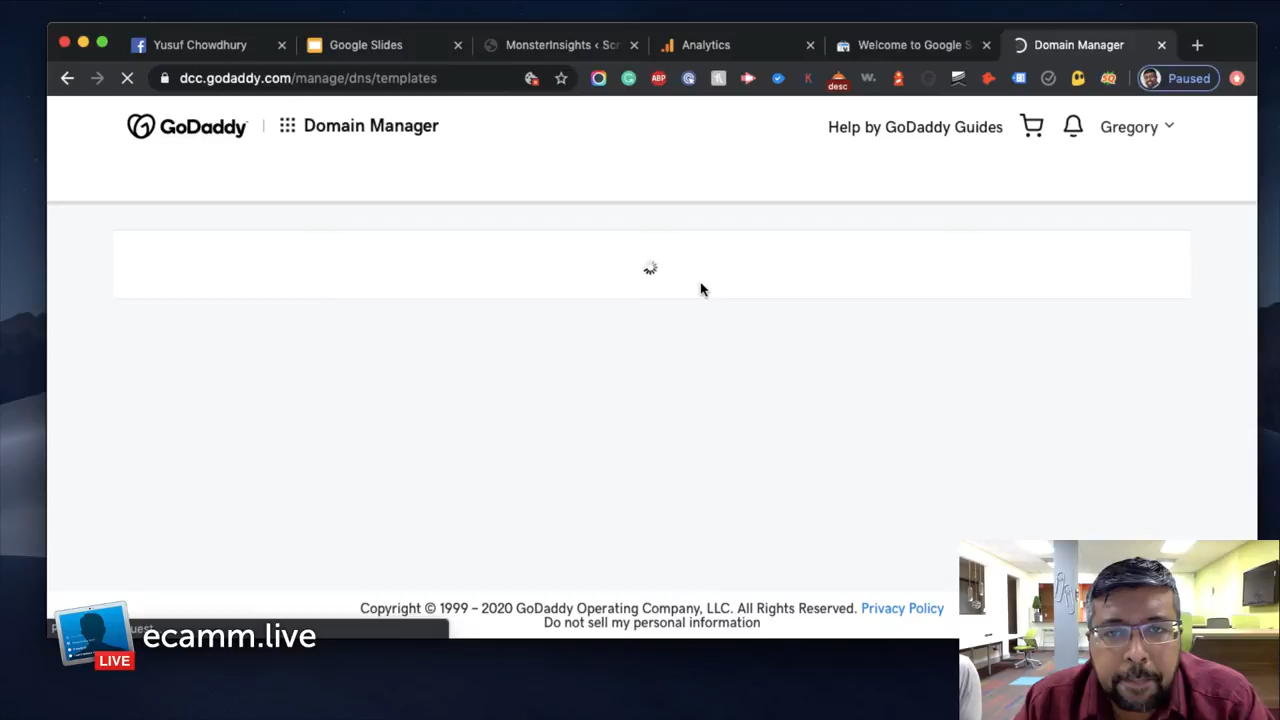 Yusuf Chowdhury
Google Slides
MonsterInsights ‹ Scr
Analytics
Welcome to Google S
Domain Manager
dcc.godaddy.com/manage/dns/templates
ABP
K
desc
W.
Paused
GoDaddy
Domain Manager
Help by GoDaddy Guides
Gregory
Copyright © 1999 – 2020 GoDaddy Operating Company, LLC. All Rights Reserved. Privacy Policy
Do not sell my personal information
ecamm.live
LIVE